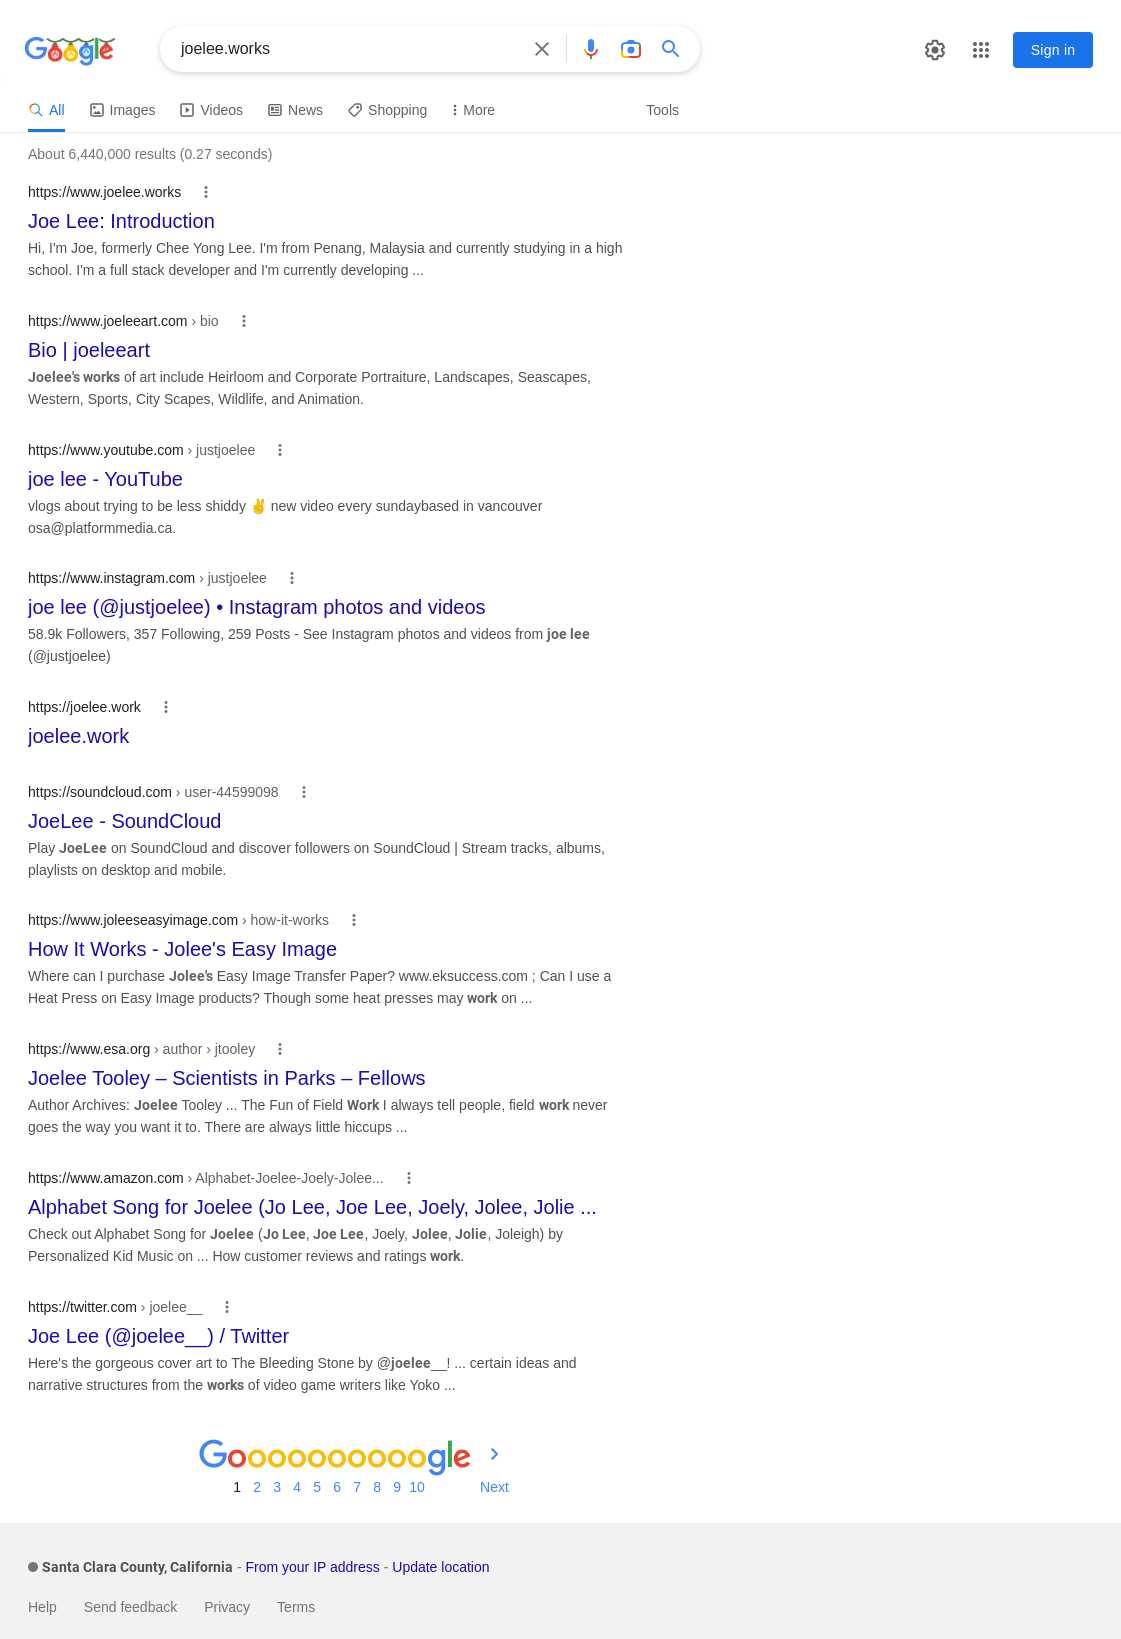 Google
joelee.works
Sign in
All Images Videos News Shopping More Tools
About 6,440,000 results (0.27 seconds)
https://www.joelee.works
Joe Lee: Introduction
Hi, I'm Joe, formerly Chee Yong Lee. I'm from Penang, Malaysia and currently studying in a high
school. I'm a full stack developer and I'm currently developing ...
https://www.joeleeart.com › bio
Bio | joeleeart
Joelee's works of art include Heirloom and Corporate Portraiture, Landscapes, Seascapes,
Western, Sports, City Scapes, Wildlife, and Animation.
https://www.youtube.com › justjoelee
joe lee - YouTube
vlogs about trying to be less shiddy ✌ new video every sundaybased in vancouver
osa@platformmedia.ca.
https://www.instagram.com › justjoelee
joe lee (@justjoelee) • Instagram photos and videos
58.9k Followers, 357 Following, 259 Posts - See Instagram photos and videos from joe lee
(@justjoelee)
https://joelee.work
joelee.work
https://soundcloud.com › user-44599098
JoeLee - SoundCloud
Play JoeLee on SoundCloud and discover followers on SoundCloud | Stream tracks, albums,
playlists on desktop and mobile.
https://www.joleeseasyimage.com › how-it-works
How It Works - Jolee's Easy Image
Where can I purchase Jolee's Easy Image Transfer Paper? www.eksuccess.com ; Can I use a
Heat Press on Easy Image products? Though some heat presses may work on ...
https://www.esa.org › author › jtooley
Joelee Tooley – Scientists in Parks – Fellows
Author Archives: Joelee Tooley ... The Fun of Field Work I always tell people, field work never
goes the way you want it to. There are always little hiccups ...
https://www.amazon.com › Alphabet-Joelee-Joely-Jolee...
Alphabet Song for Joelee (Jo Lee, Joe Lee, Joely, Jolee, Jolie ...
Check out Alphabet Song for Joelee (Jo Lee, Joe Lee, Joely, Jolee, Jolie, Joleigh) by
Personalized Kid Music on ... How customer reviews and ratings work.
https://twitter.com › joelee__
Joe Lee (@joelee__) / Twitter
Here's the gorgeous cover art to The Bleeding Stone by @joelee__! ... certain ideas and
narrative structures from the works of video game writers like Yoko ...
Goooooooooogle
1 2 3 4 5 6 7 8 9 10 Next
Santa Clara County, California - From your IP address - Update location
Help Send feedback Privacy Terms